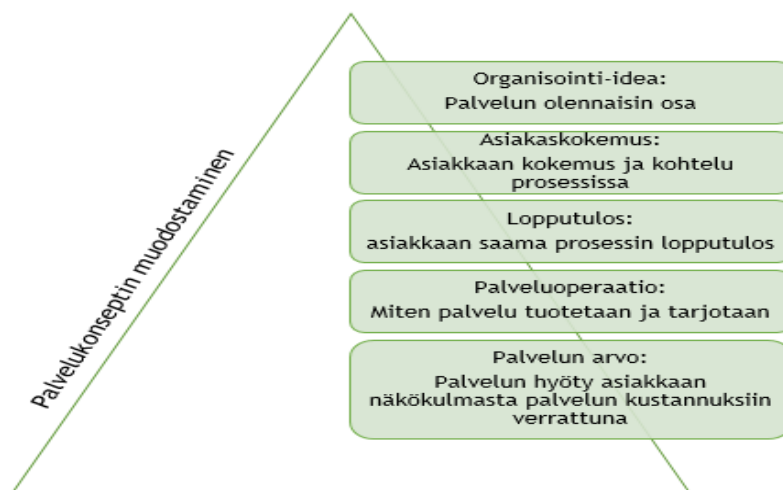 Palvelukonseptin muodostaminen
Organisointi-idea:
Palvelun olennaisin osa
Asiakaskokemus:
Asiakkaan kokemus ja kohtelu
prosessissa
Lopputulos:
asiakkaan saama prosessin lopputulos
Palveluoperaatio:
Miten palvelu tuotetaan ja tarjotaan
Palvelun arvo:
Palvelun hyöty asiakkaan
näkökulmasta palvelun kustannuksiin
verrattuna